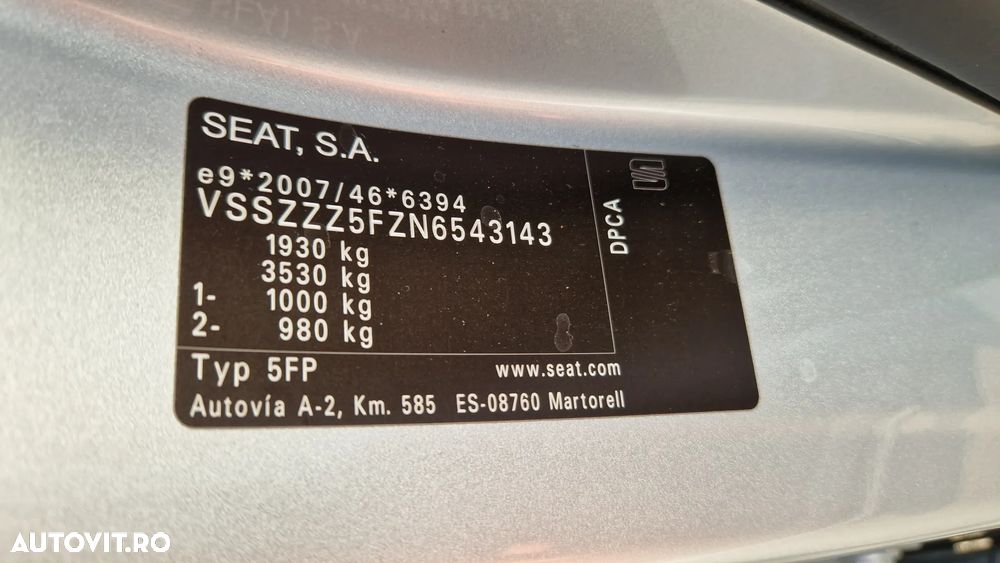 SEAT, S.A.
e9*2007/46*6394
VSSZZZ5FZN6543143
1930 kg
3530 kg
1- 1000 kg
2- 980 kg
DPCA
Typ 5FP www.seat.com
Autovía A-2, Km. 585 ES-08760 Martorell
AUTOVIT.RO